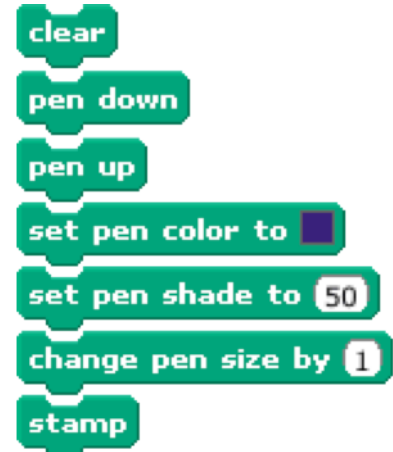 clear
pen down
pen up
set pen color to
set pen shade to 50
change pen size by 1
stamp